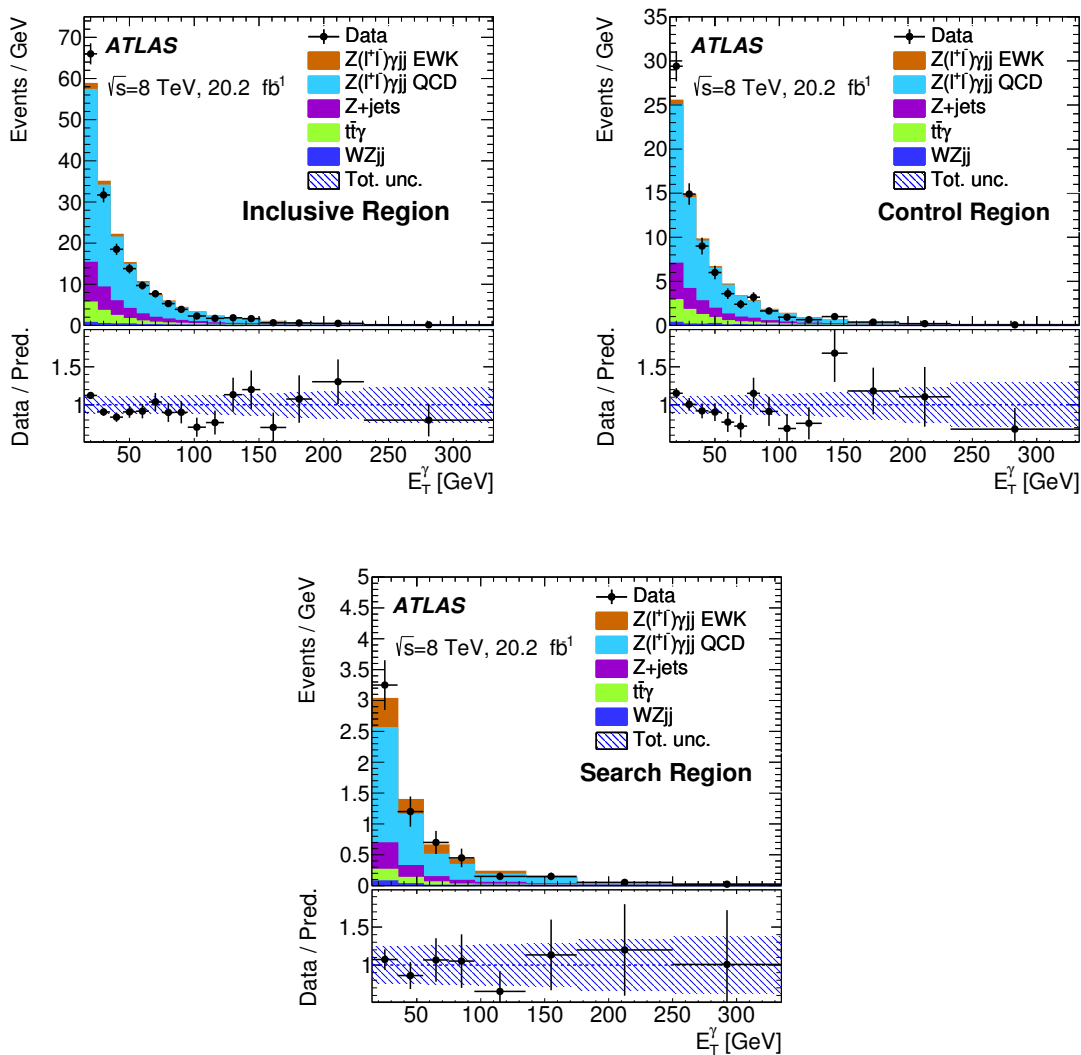 Events / GeV
70
60
50
40
30
20
10
0
ATLAS
√s=8 TeV, 20.2 fb⁻¹
Data
Z(l⁺l⁻)γjj EWK
Z(l⁺l⁻)γjj QCD
Z+jets
tt̄γ
WZjj
Tot. unc.
Inclusive Region
Data / Pred.
1.5
1
50 100 150 200 250 300
E_T^γ [GeV]
Events / GeV
35
30
25
20
15
10
5
0
ATLAS
√s=8 TeV, 20.2 fb⁻¹
Data
Z(l⁺l⁻)γjj EWK
Z(l⁺l⁻)γjj QCD
Z+jets
tt̄γ
WZjj
Tot. unc.
Control Region
Data / Pred.
1.5
1
50 100 150 200 250 300
E_T^γ [GeV]
Events / GeV
5
4.5
4
3.5
3
2.5
2
1.5
1
0.5
0
ATLAS
√s=8 TeV, 20.2 fb⁻¹
Data
Z(l⁺l⁻)γjj EWK
Z(l⁺l⁻)γjj QCD
Z+jets
tt̄γ
WZjj
Tot. unc.
Search Region
Data / Pred.
1.5
1
50 100 150 200 250 300
E_T^γ [GeV]